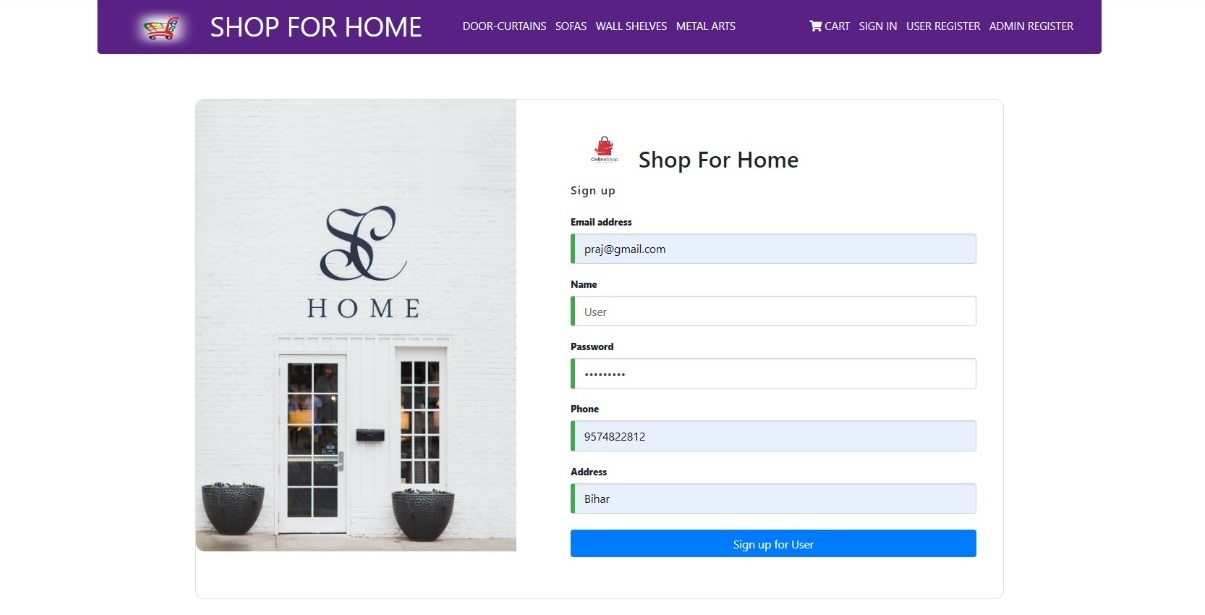 SHOP FOR HOME
DOOR-CURTAINS SOFAS WALL SHELVES METAL ARTS
CART SIGN IN USER REGISTER ADMIN REGISTER
SC
HOME
OnlineShop
Shop For Home
Sign up
Email address
praj@gmail.com
Name
User
Password
•••••••••
Phone
9574822812
Address
Bihar
Sign up for User